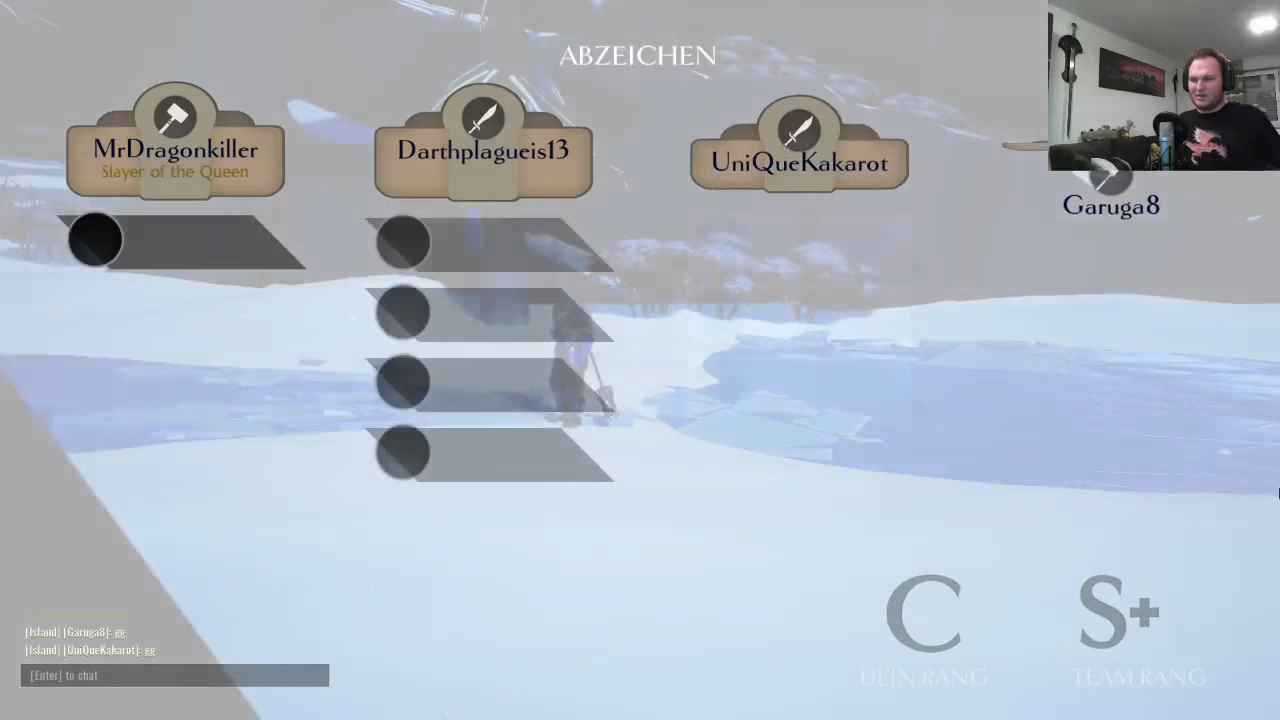 ABZEICHEN
MrDragonkiller
Slayer of the Queen
Darthplagueis13
UniQueKakarot
Garuga8
C
DEIN RANG
S+
TEAM RANG
[Island] [Garuga8]: gg
[Island] [UniQueKakarot]: gg
[Enter] to chat